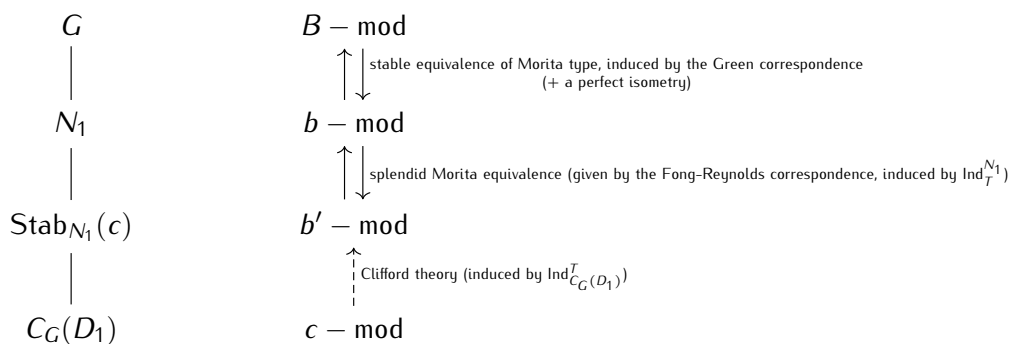 G B − mod
stable equivalence of Morita type, induced by the Green correspondence
(+ a perfect isometry)
N₁ b − mod
splendid Morita equivalence (given by the Fong-Reynolds correspondence, induced by Ind_T^{N₁})
Stab_{N₁}(c) b′ − mod
Clifford theory (induced by Ind_{C_G(D₁)}^T)
C_G(D₁) c − mod